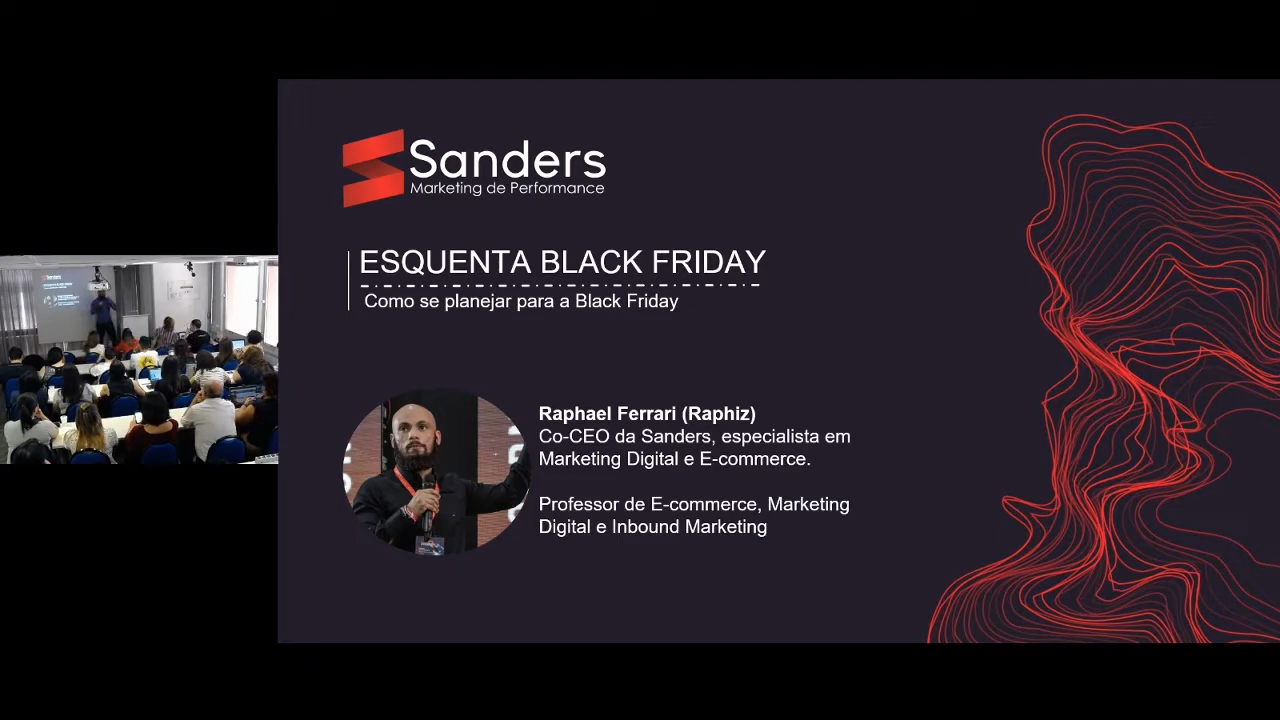 Sanders
Marketing de Performance
ESQUENTA BLACK FRIDAY
Como se planejar para a Black Friday
Raphael Ferrari (Raphiz)
Co-CEO da Sanders, especialista em
Marketing Digital e E-commerce.
Professor de E-commerce, Marketing
Digital e Inbound Marketing